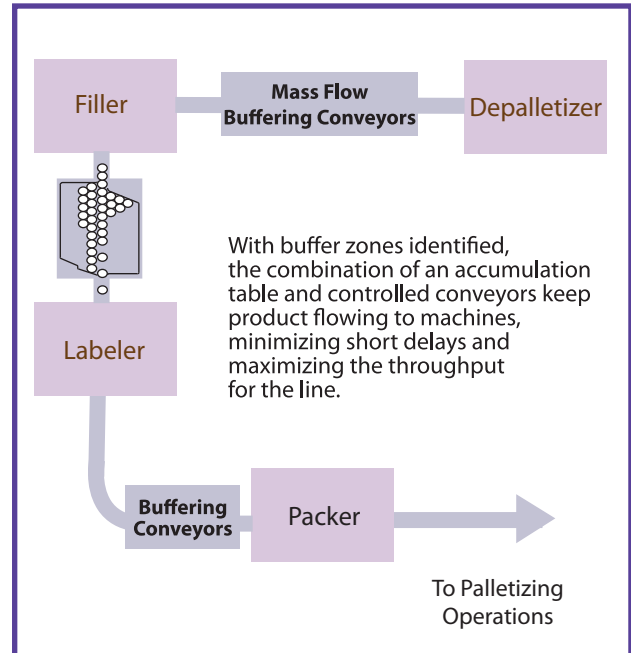 Filler
Mass Flow
Buffering Conveyors
Depalletizer
With buffer zones identified,
the combination of an accumulation
table and controlled conveyors keep
product flowing to machines,
minimizing short delays and
maximizing the throughput
for the line.
Labeler
Buffering
Conveyors
Packer
To Palletizing
Operations